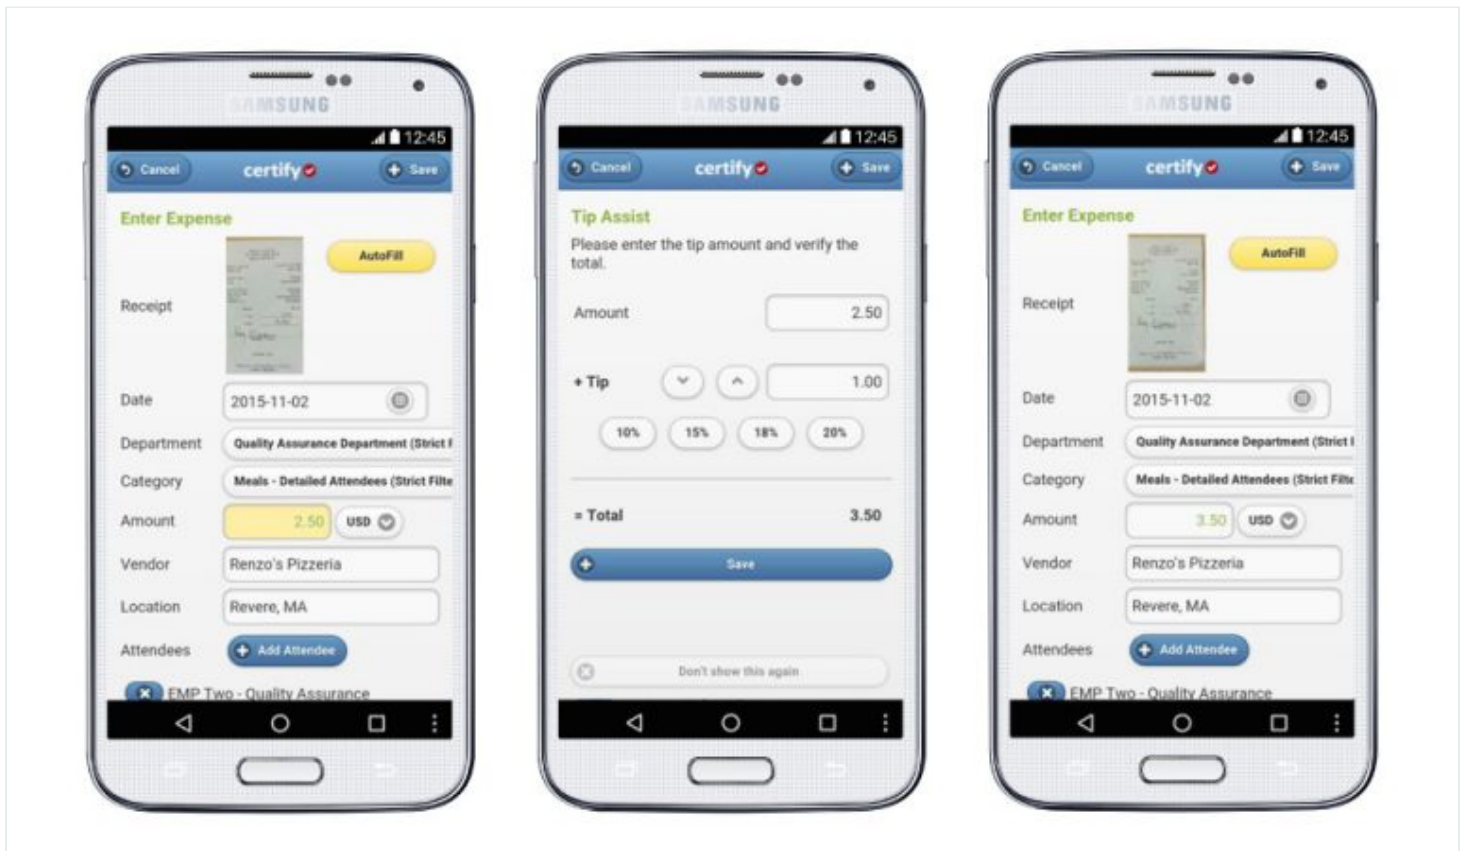 SAMSUNG
12:45
Cancel
certify
Save
Enter Expense
AutoFill
Receipt
Date
2015-11-02
Department
Quality Assurance Department (Strict
Category
Meals - Detailed Attendees (Strict Filte
Amount
2.50
USD
Vendor
Renzo's Pizzeria
Location
Revere, MA
Attendees
Add Attendee
EMP Two - Quality Assurance
SAMSUNG
12:45
Cancel
certify
Save
Tip Assist
Please enter the tip amount and verify the
total.
Amount
2.50
+ Tip
1.00
10%
15%
18%
20%
= Total
3.50
Save
Don't show this again
SAMSUNG
12:45
Cancel
certify
Save
Enter Expense
AutoFill
Receipt
Date
2015-11-02
Department
Quality Assurance Department (Strict
Category
Meals - Detailed Attendees (Strict Filte
Amount
3.50
USD
Vendor
Renzo's Pizzeria
Location
Revere, MA
Attendees
Add Attendee
EMP Two - Quality Assurance